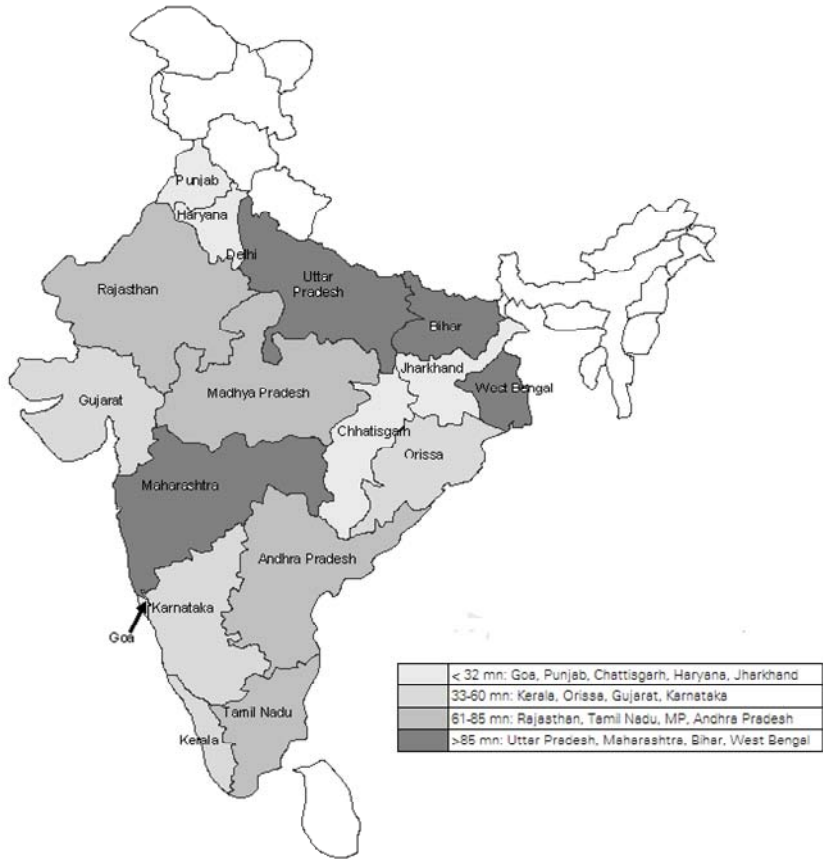 Punjab
Haryana
Delhi
Uttar
Pradesh
Rajasthan
Bihar
Jharkhand
West Bengal
Gujarat
Madhya Pradesh
Chhatisgarh
Orissa
Maharashtra
Andhra Pradesh
Karnataka
Goa
Tamil Nadu
Kerala
< 32 mn: Goa, Punjab, Chattisgarh, Haryana, Jharkhand
33-60 mn: Kerala, Orissa, Gujarat, Karnataka
61-85 mn: Rajasthan, Tamil Nadu, MP, Andhra Pradesh
>85 mn: Uttar Pradesh, Maharashtra, Bihar, West Bengal